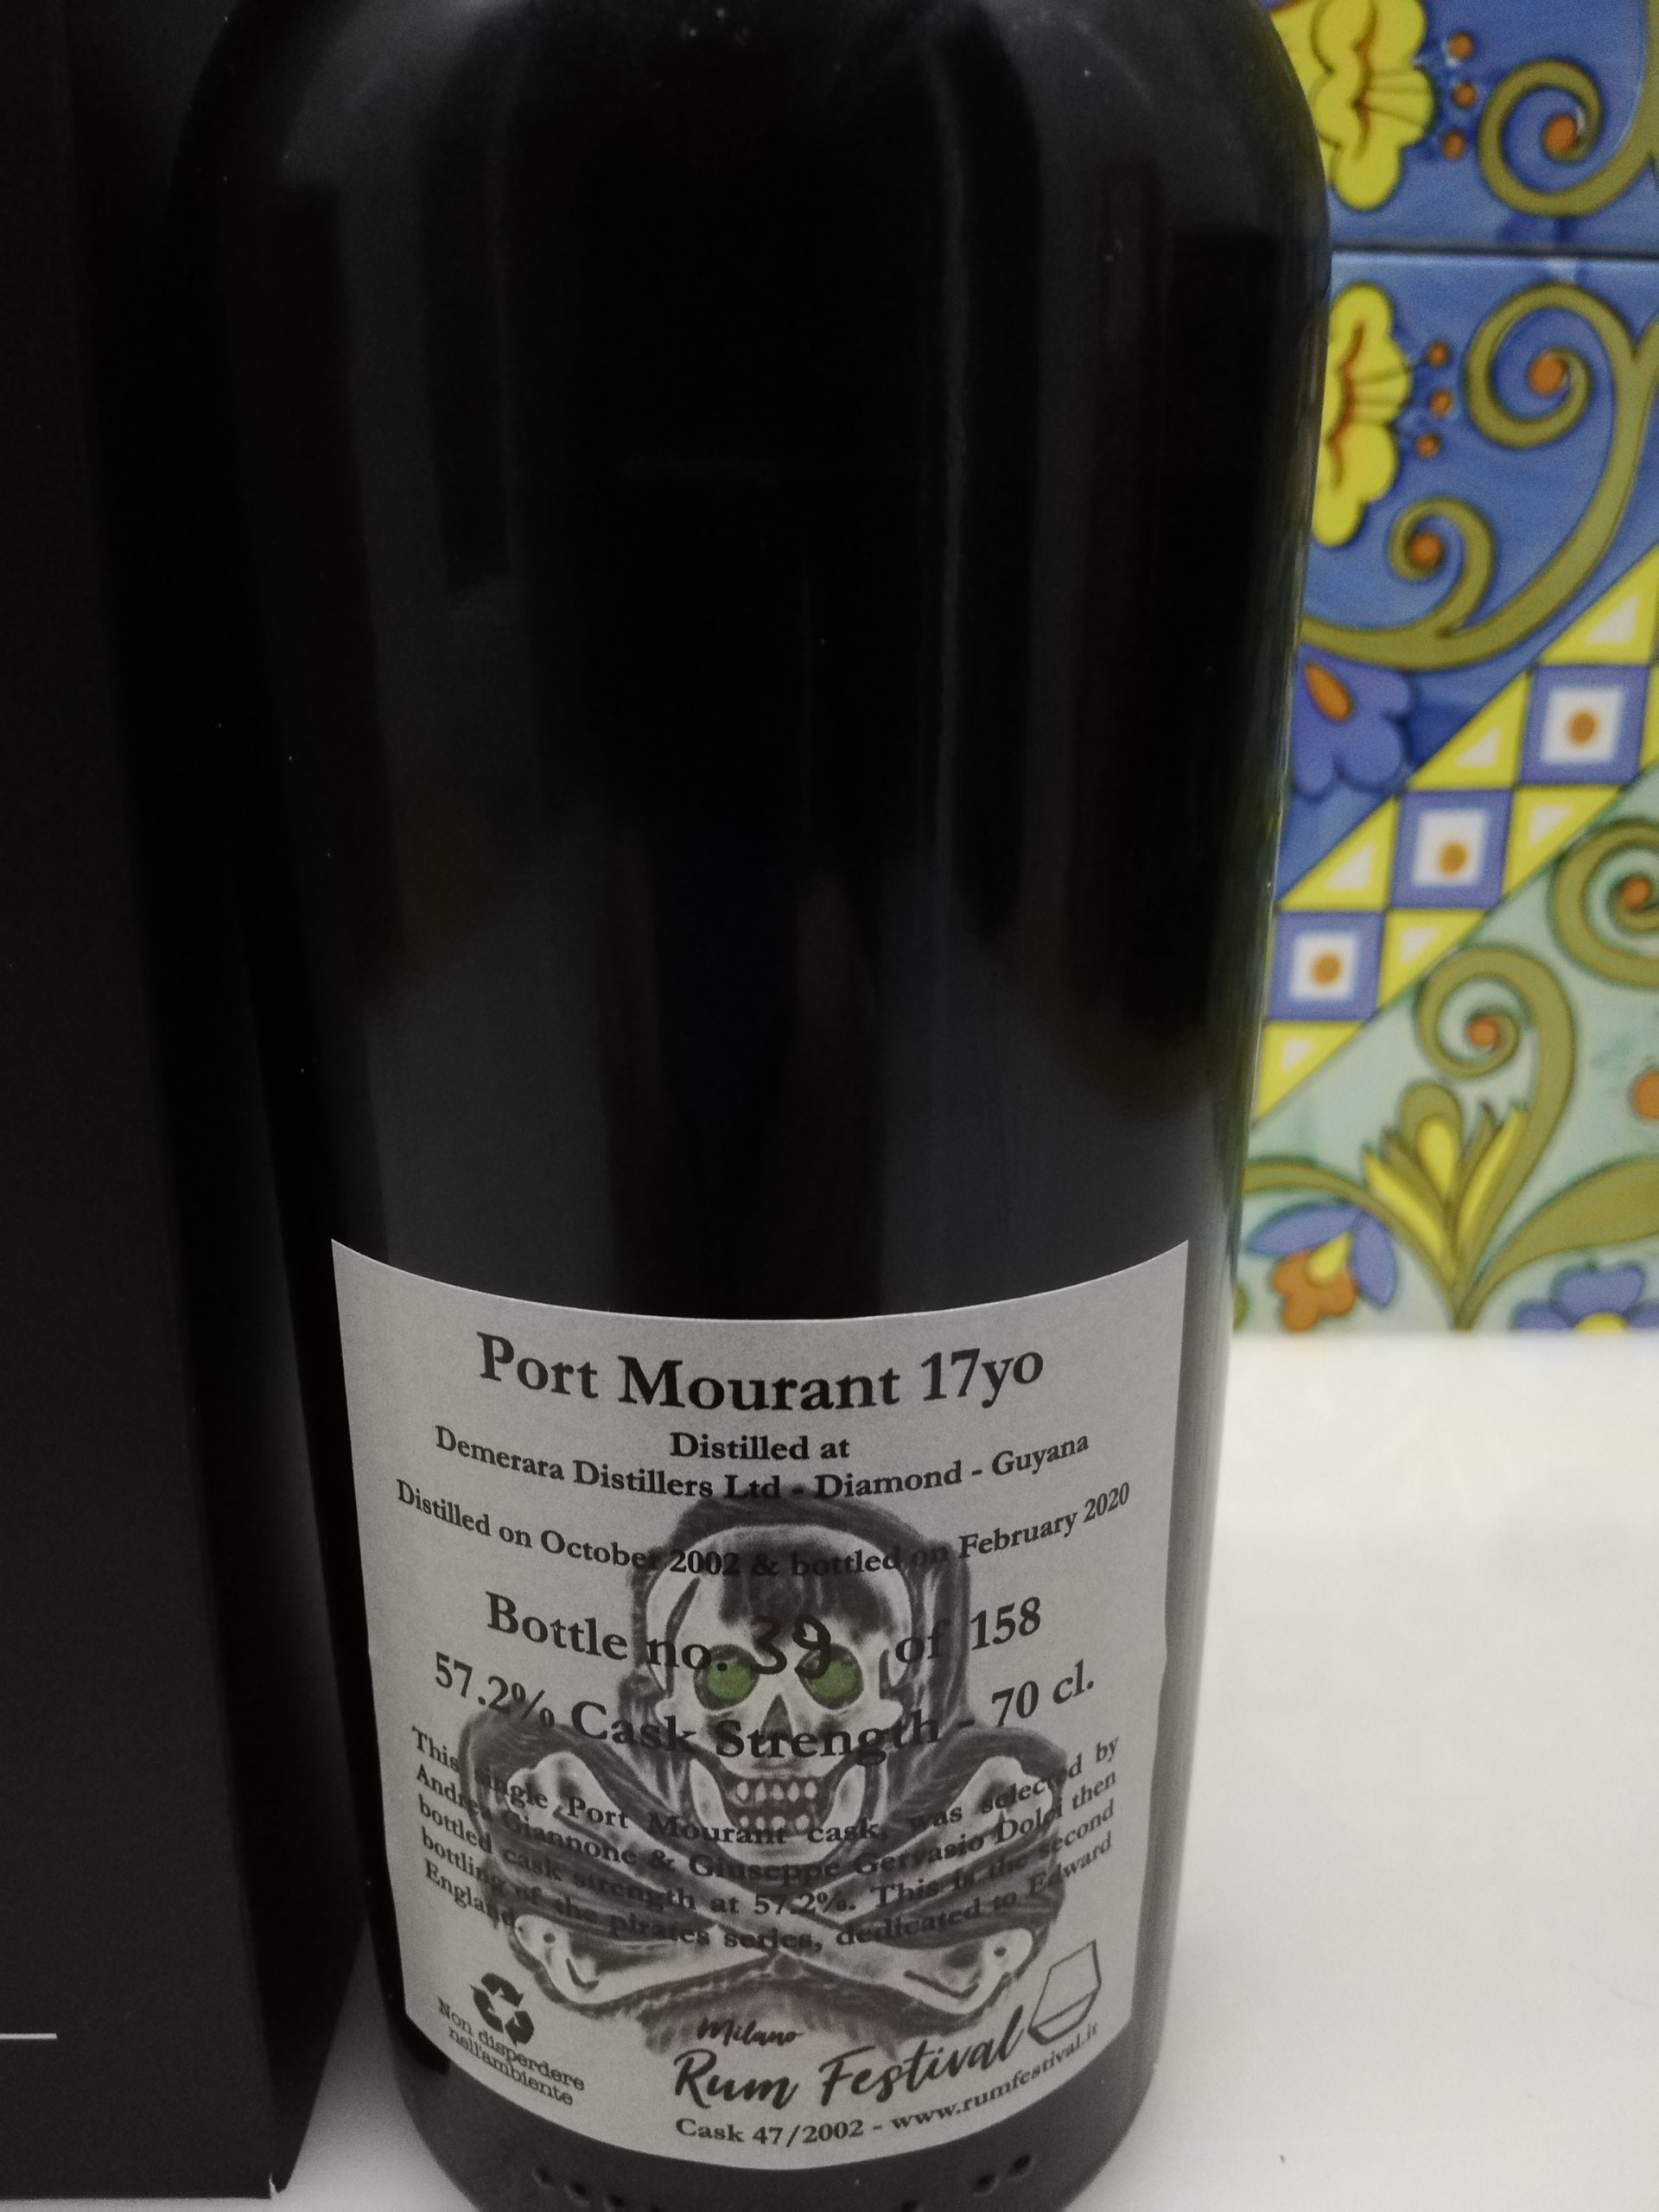 Port Mourant 17yo
Distilled at
Demerara Distillers Ltd - Diamond - Guyana
Distilled on October 2002 & bottled on February 2020
Bottle no. 39 of 158
57.2% Cask Strength - 70 cl.
This single Port Mourant cask, was selected by
Andrea Giannone & Giuseppe Gervasio Dolci then
bottled cask strength at 57.2%. This is the second
bottling of the pirates series, dedicated to Edward
England.
Non disperdere
nell'ambiente
Milano
Rum Festival
Cask 47/2002 - www.rumfestival.it